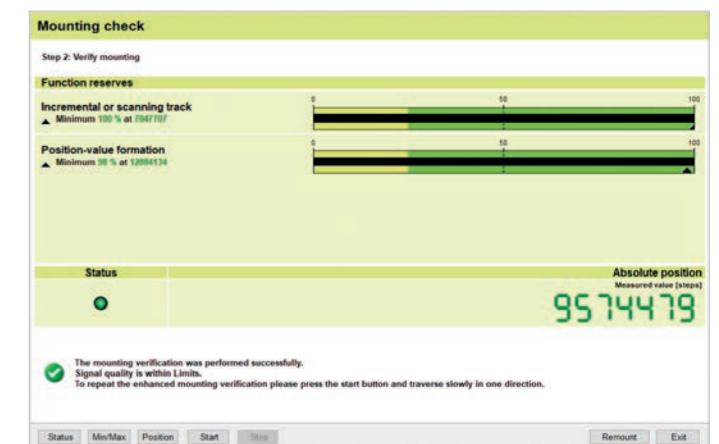 Mounting check
Step 2: Verify mounting
Function reserves
Incremental or scanning track
Minimum 100 % at 7047707
0 50 100
Position-value formation
Minimum 98 % at 12084134
0 50 100
Status
Absolute position
Measured value [steps]
9574479
The mounting verification was performed successfully.
Signal quality is within Limits.
To repeat the enhanced mounting verification please press the start button and traverse slowly in one direction.
Status Min/Max Position Start Stop Remount Exit